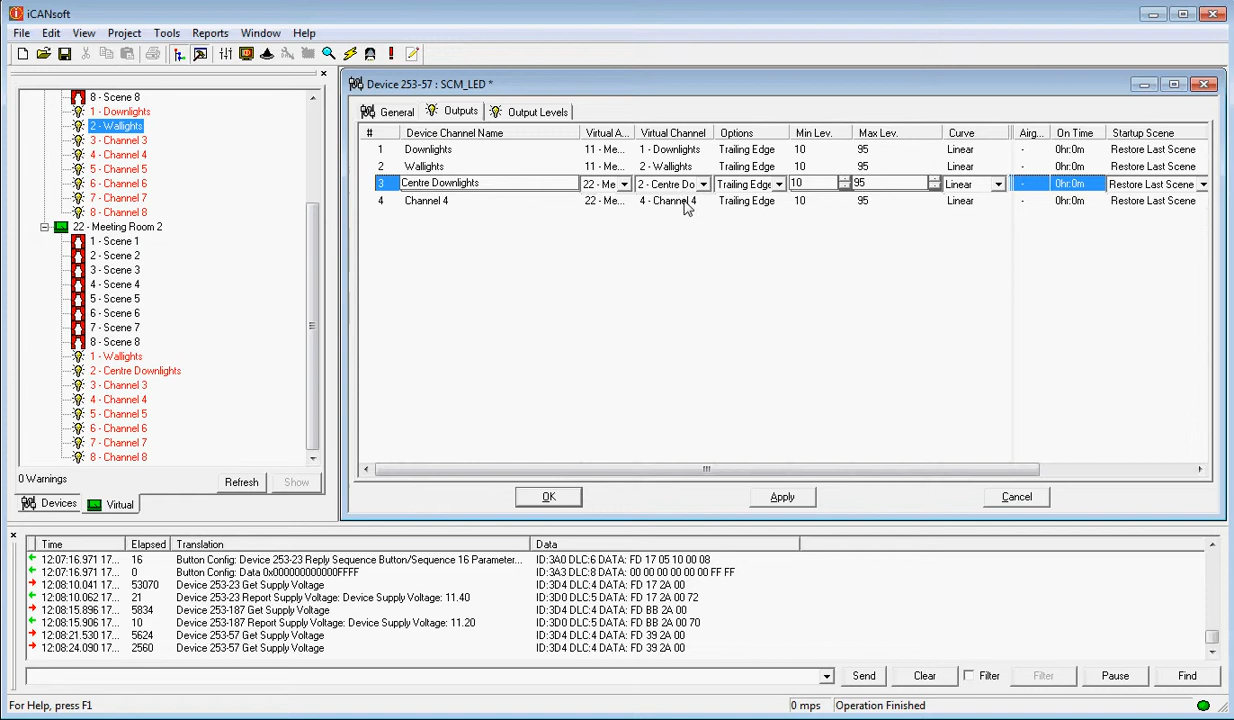 iCANsoft
File Edit View Project Tools Reports Window Help
8 - Scene 8
1 - Downlights
2 - Wallights
3 - Channel 3
4 - Channel 4
5 - Channel 5
6 - Channel 6
7 - Channel 7
8 - Channel 8
22 - Meeting Room 2
1 - Scene 1
2 - Scene 2
3 - Scene 3
4 - Scene 4
5 - Scene 5
6 - Scene 6
7 - Scene 7
8 - Scene 8
1 - Wallights
2 - Centre Downlights
3 - Channel 3
4 - Channel 4
5 - Channel 5
6 - Channel 6
7 - Channel 7
8 - Channel 8
0 Warnings Refresh Show
Devices Virtual
Device 253-57 : SCM_LED *
General Outputs Output Levels
# Device Channel Name Virtual A... Virtual Channel Options Min Lev. Max Lev. Curve Airg... On Time Startup Scene
1 Downlights 11 - Me... 1 - Downlights Trailing Edge 10 95 Linear - 0hr:0m Restore Last Scene
2 Wallights 11 - Me... 2 - Wallights Trailing Edge 10 95 Linear - 0hr:0m Restore Last Scene
3 Centre Downlights 22 - Me 2 - Centre Do Trailing Edge 10 95 Linear - 0hr:0m Restore Last Scene
4 Channel 4 22 - Me... 4 - Channel 4 Trailing Edge 10 95 Linear - 0hr:0m Restore Last Scene
OK Apply Cancel
Time Elapsed Translation Data
12:07:16.971 17... 16 Button Config: Device 253-23 Reply Sequence Button/Sequence 16 Parameter... ID:3A0 DLC:6 DATA: FD 17 05 10 00 08
12:07:16.971 17... 0 Button Config: Data 0x000000000000FFFF ID:3A3 DLC:8 DATA: 00 00 00 00 00 00 FF FF
12:08:10.041 17... 53070 Device 253-23 Get Supply Voltage ID:3D4 DLC:4 DATA: FD 17 2A 00
12:08:10.062 17... 21 Device 253-23 Report Supply Voltage: Device Supply Voltage: 11.40 ID:3D0 DLC:5 DATA: FD 17 2A 00 72
12:08:15.896 17... 5834 Device 253-187 Get Supply Voltage ID:3D4 DLC:4 DATA: FD BB 2A 00
12:08:15.906 17... 10 Device 253-187 Report Supply Voltage: Device Supply Voltage: 11.20 ID:3D0 DLC:5 DATA: FD BB 2A 00 70
12:08:21.530 17... 5624 Device 253-57 Get Supply Voltage ID:3D4 DLC:4 DATA: FD 39 2A 00
12:08:24.090 17... 2560 Device 253-57 Get Supply Voltage ID:3D4 DLC:4 DATA: FD 39 2A 00
Send Clear Filter Filter Pause Find
For Help, press F1 0 mps Operation Finished